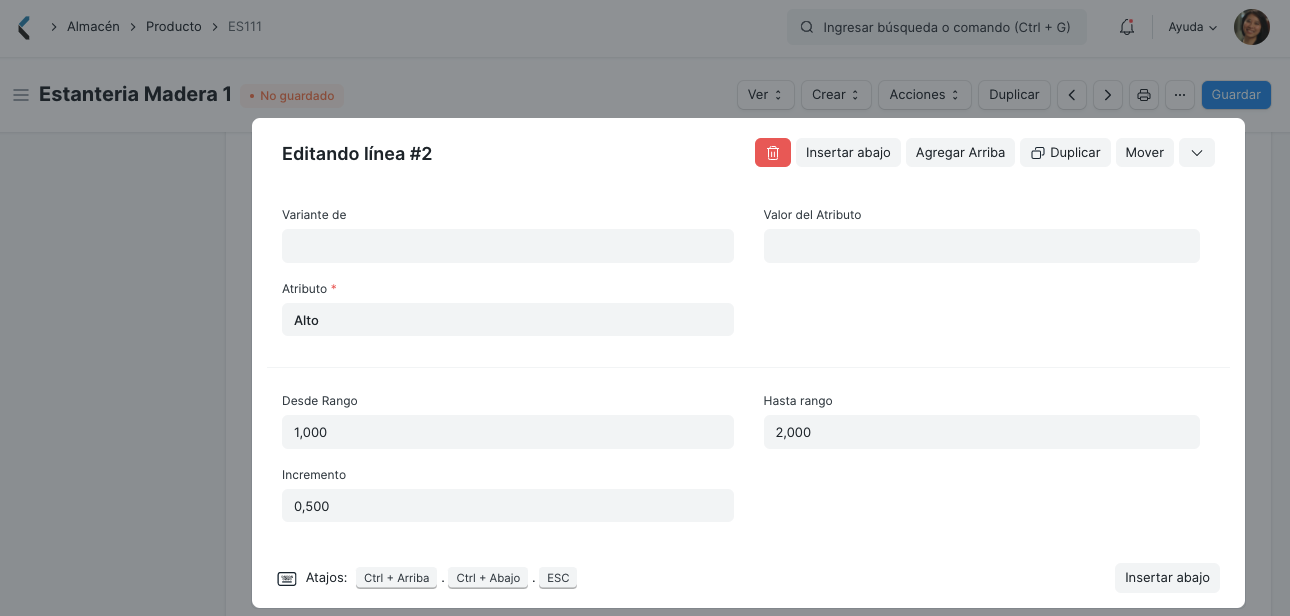 Almacén Producto ES111
Ingresar búsqueda o comando (Ctrl + G)
Ayuda
Estanteria Madera 1
No guardado
Ver Crear Acciones Duplicar ··· Guardar
Editando línea #2
Insertar abajo Agregar Arriba Duplicar Mover
Variante de
Valor del Atributo
Atributo *
Alto
Desde Rango
1,000
Hasta rango
2,000
Incremento
0,500
Atajos: Ctrl + Arriba . Ctrl + Abajo . ESC
Insertar abajo